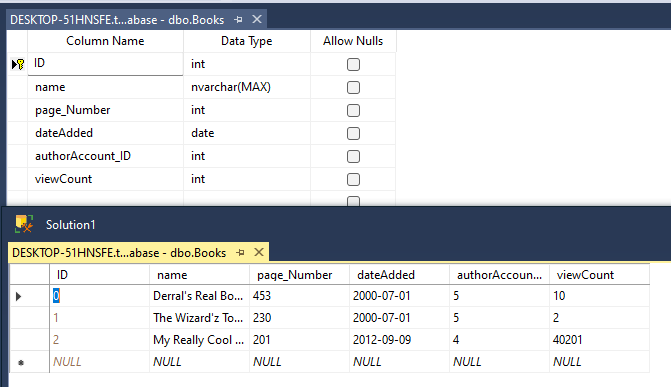 DESKTOP-51HNSFE.t...abase - dbo.Books
Column Name Data Type Allow Nulls
ID int
name nvarchar(MAX)
page_Number int
dateAdded date
authorAccount_ID int
viewCount int
Solution1
DESKTOP-51HNSFE.t...abase - dbo.Books
ID name page_Number dateAdded authorAccoun... viewCount
0 Derral's Real Bo... 453 2000-07-01 5 10
1 The Wizard'z To... 230 2000-07-01 5 2
2 My Really Cool ... 201 2012-09-09 4 40201
NULL NULL NULL NULL NULL NULL